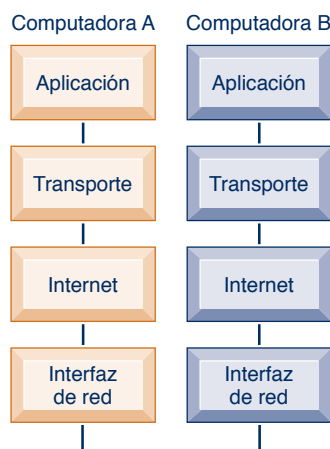 Computadora A
Computadora B
Aplicación
Aplicación
Transporte
Transporte
Internet
Internet
Interfaz
de red
Interfaz
de red